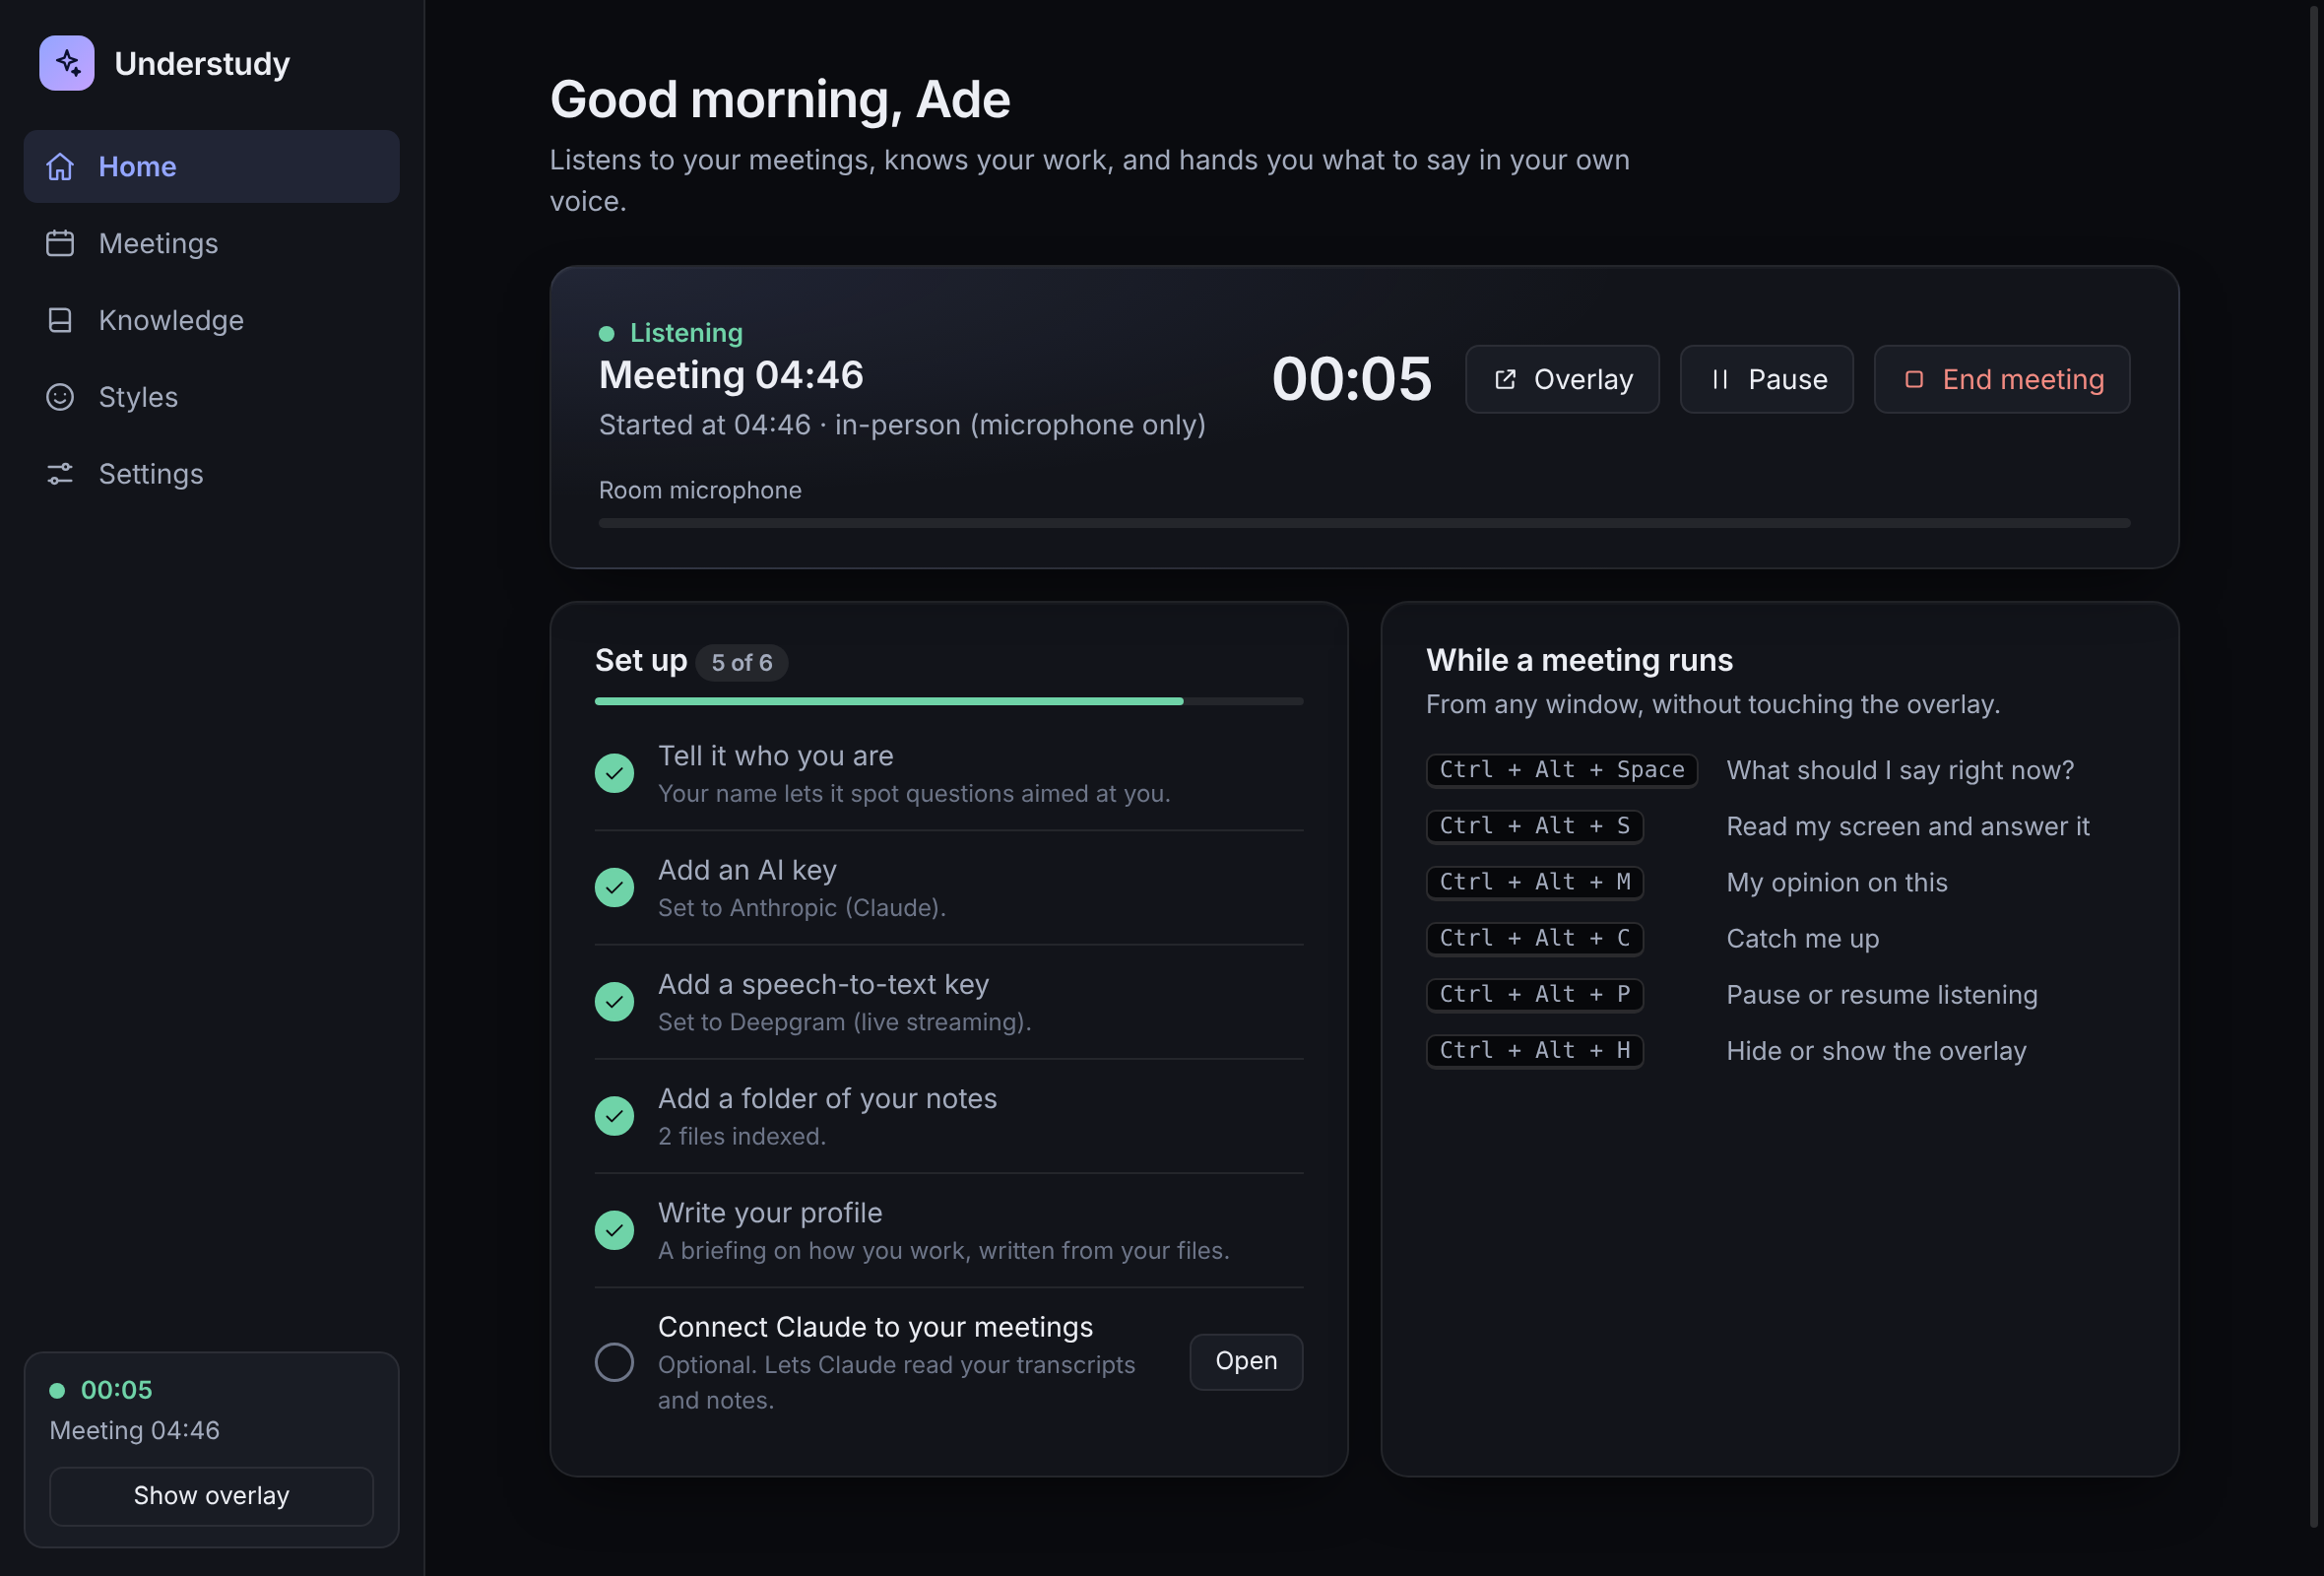 Understudy
Home
Meetings
Knowledge
Styles
Settings
00:05
Meeting 04:46
Show overlay
Good morning, Ade
Listens to your meetings, knows your work, and hands you what to say in your own
voice.
Listening
Meeting 04:46
Started at 04:46 · in-person (microphone only)
00:05
Overlay
Pause
End meeting
Room microphone
Set up 5 of 6
Tell it who you are
Your name lets it spot questions aimed at you.
Add an AI key
Set to Anthropic (Claude).
Add a speech-to-text key
Set to Deepgram (live streaming).
Add a folder of your notes
2 files indexed.
Write your profile
A briefing on how you work, written from your files.
Connect Claude to your meetings
Optional. Lets Claude read your transcripts
and notes.
Open
While a meeting runs
From any window, without touching the overlay.
Ctrl + Alt + Space What should I say right now?
Ctrl + Alt + S Read my screen and answer it
Ctrl + Alt + M My opinion on this
Ctrl + Alt + C Catch me up
Ctrl + Alt + P Pause or resume listening
Ctrl + Alt + H Hide or show the overlay